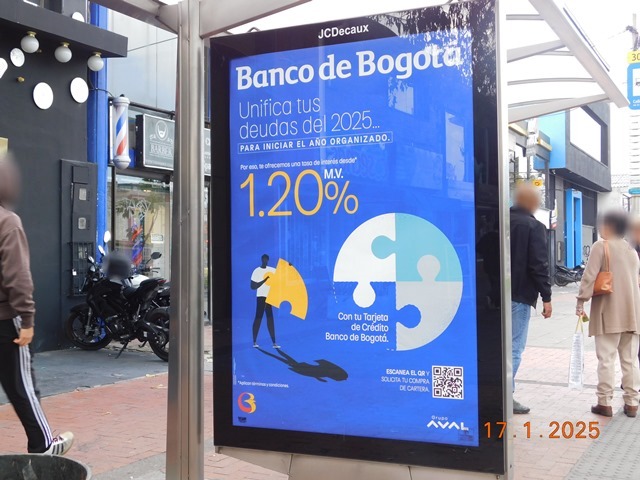 JCDecaux
Banco de Bogotá
Unifica tus
deudas del 2025...
PARA INICIAR EL AÑO ORGANIZADO.
Por eso, te ofrecemos una tasa de interés desde*
1.20%
M.V.
Con tu Tarjeta
de Crédito
Banco de Bogotá.
ESCANEA EL QR Y
SOLICITA TU COMPRA
DE CARTERA.
*Aplican términos y condiciones.
Grupo
AVAL
17.1.2025